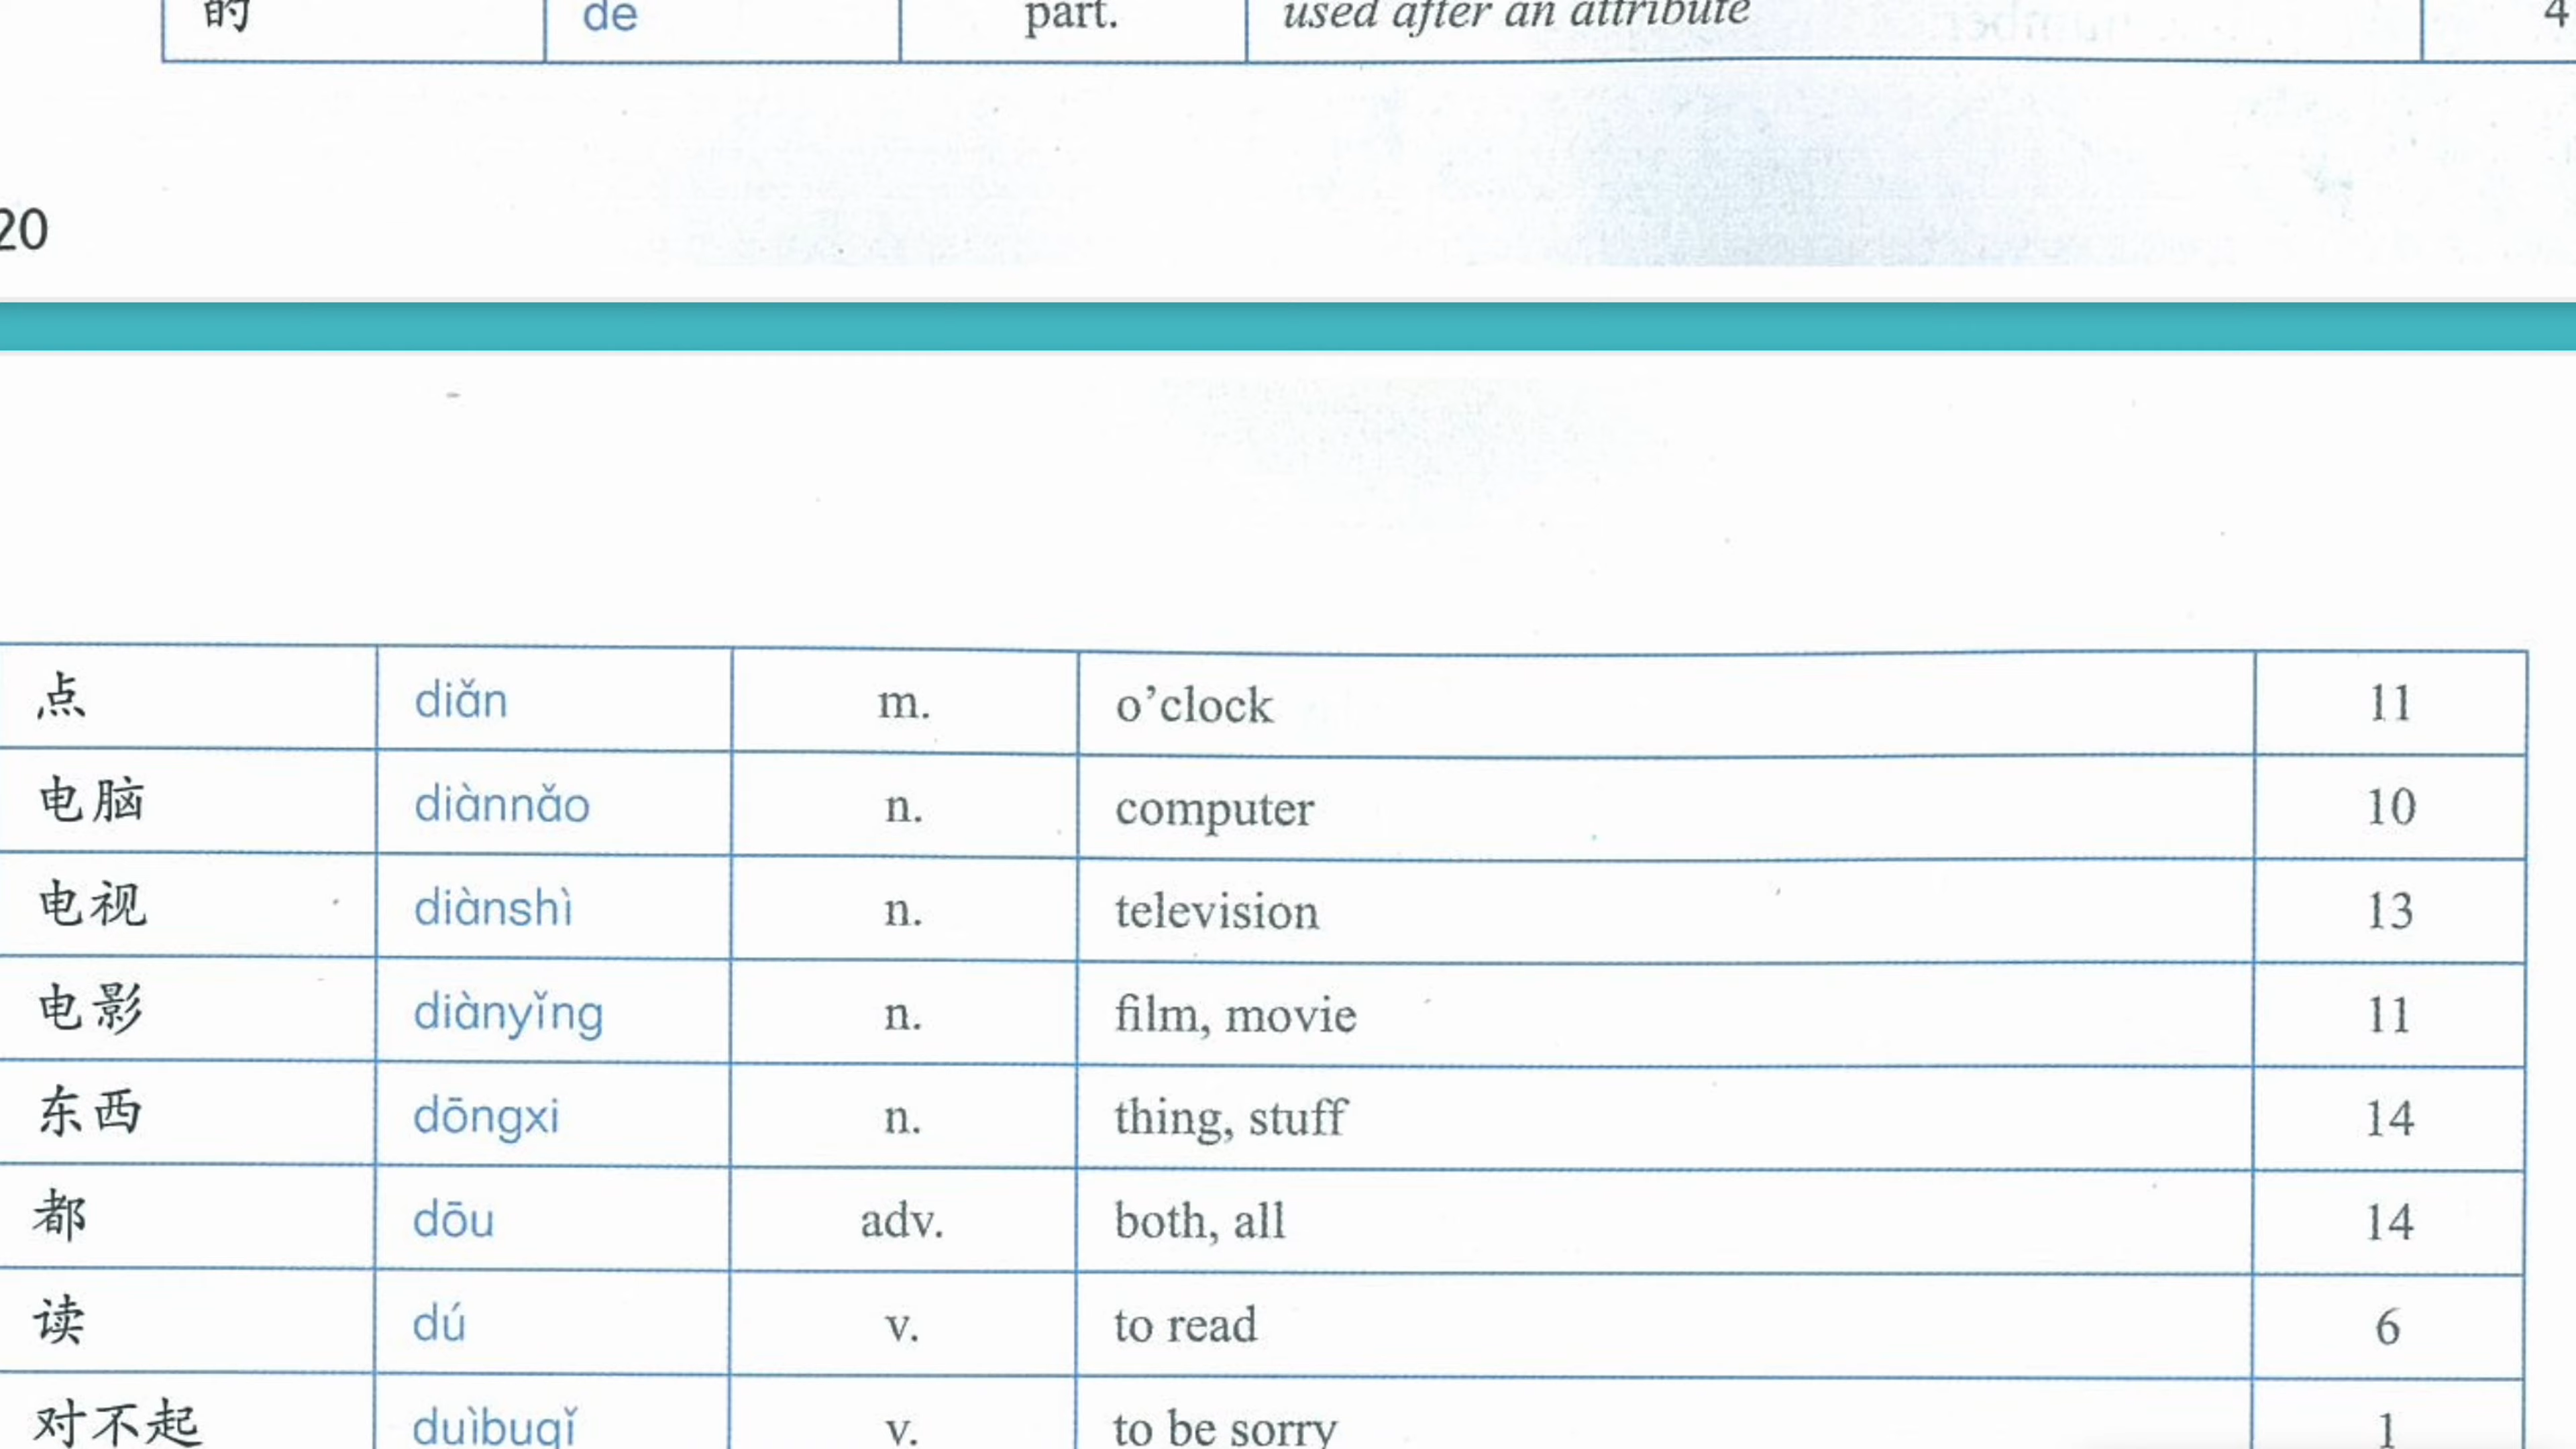 的 de part. used after an attribute 4
20
点 diǎn m. o’clock 11
电脑 diànnǎo n. computer 10
电视 diànshì n. television 13
电影 diànyǐng n. film, movie 11
东西 dōngxi n. thing, stuff 14
都 dōu adv. both, all 14
读 dú v. to read 6
对不起 duìbuqǐ v. to be sorry 1